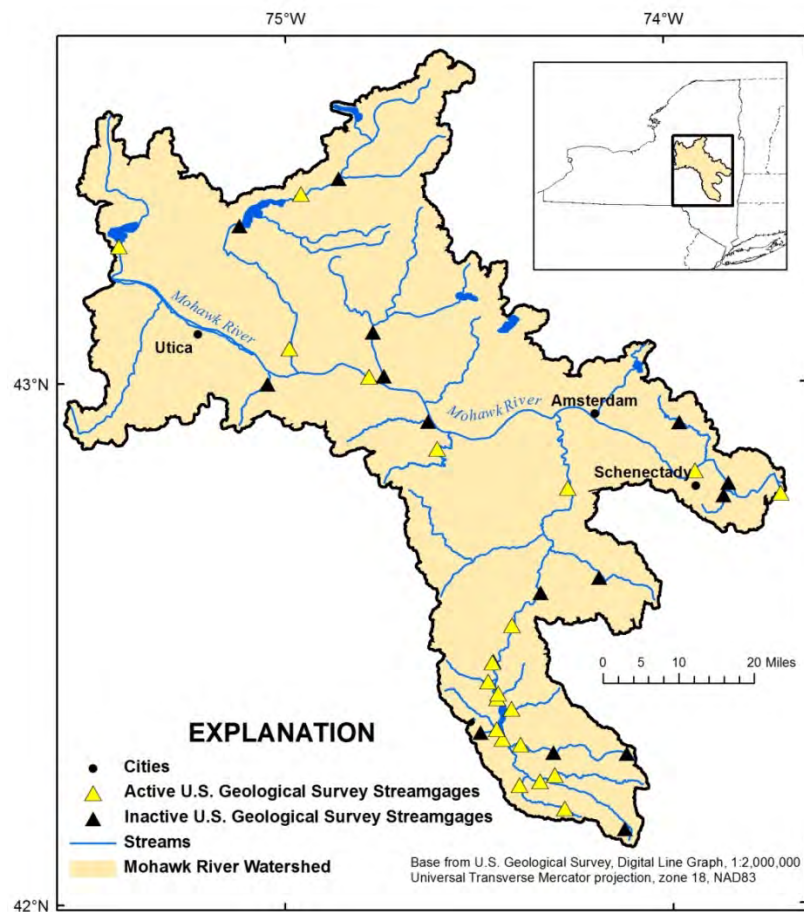 75°W
74°W
Mohawk River
Utica
43°N
Mohawk River
Amsterdam
Schenectady
0 5 10 20 Miles
EXPLANATION
Cities
Active U.S. Geological Survey Streamgages
Inactive U.S. Geological Survey Streamgages
Streams
Mohawk River Watershed
Base from U.S. Geological Survey, Digital Line Graph, 1:2,000,000
Universal Transverse Mercator projection, zone 18, NAD83
42°N